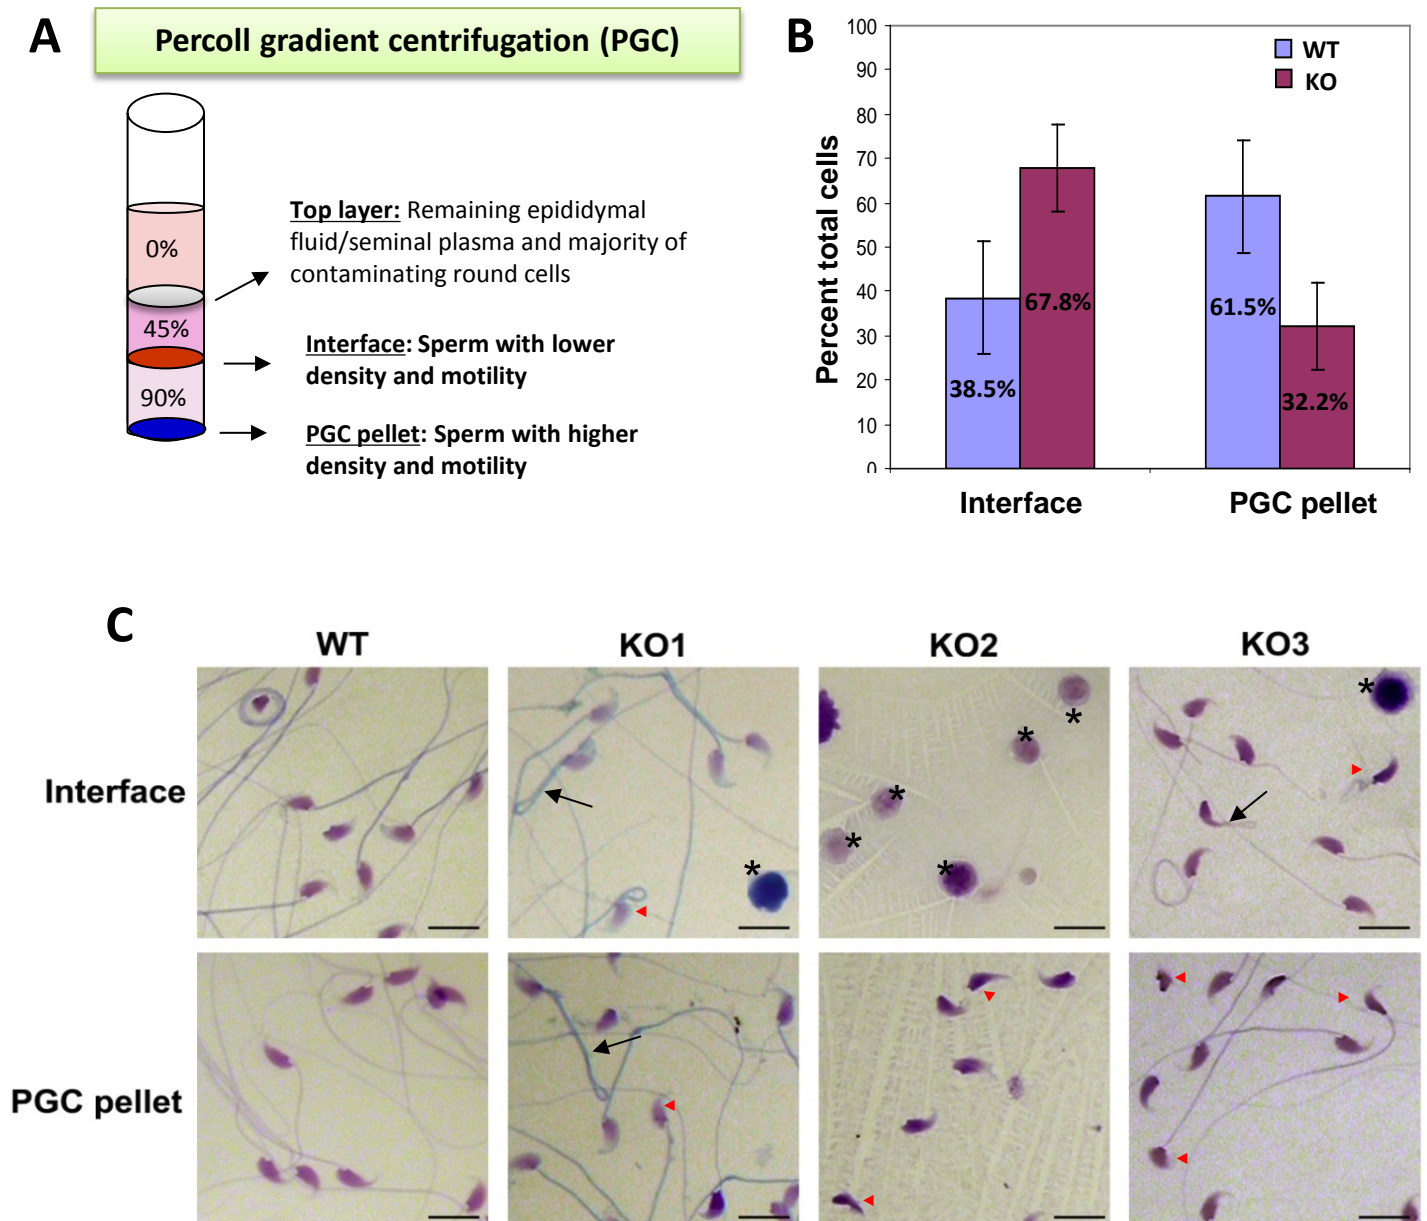 A
Percoll gradient centrifugation (PGC)
0%
45%
90%
Top layer: Remaining epididymal
fluid/seminal plasma and majority of
contaminating round cells
Interface: Sperm with lower
density and motility
PGC pellet: Sperm with higher
density and motility
B
Percent total cells
100
90
80
70
60
50
40
30
20
10
0
WT
KO
38.5%
67.8%
61.5%
32.2%
Interface
PGC pellet
C
WT
KO1
KO2
KO3
Interface
*
*
*
*
*
*
*
PGC pellet